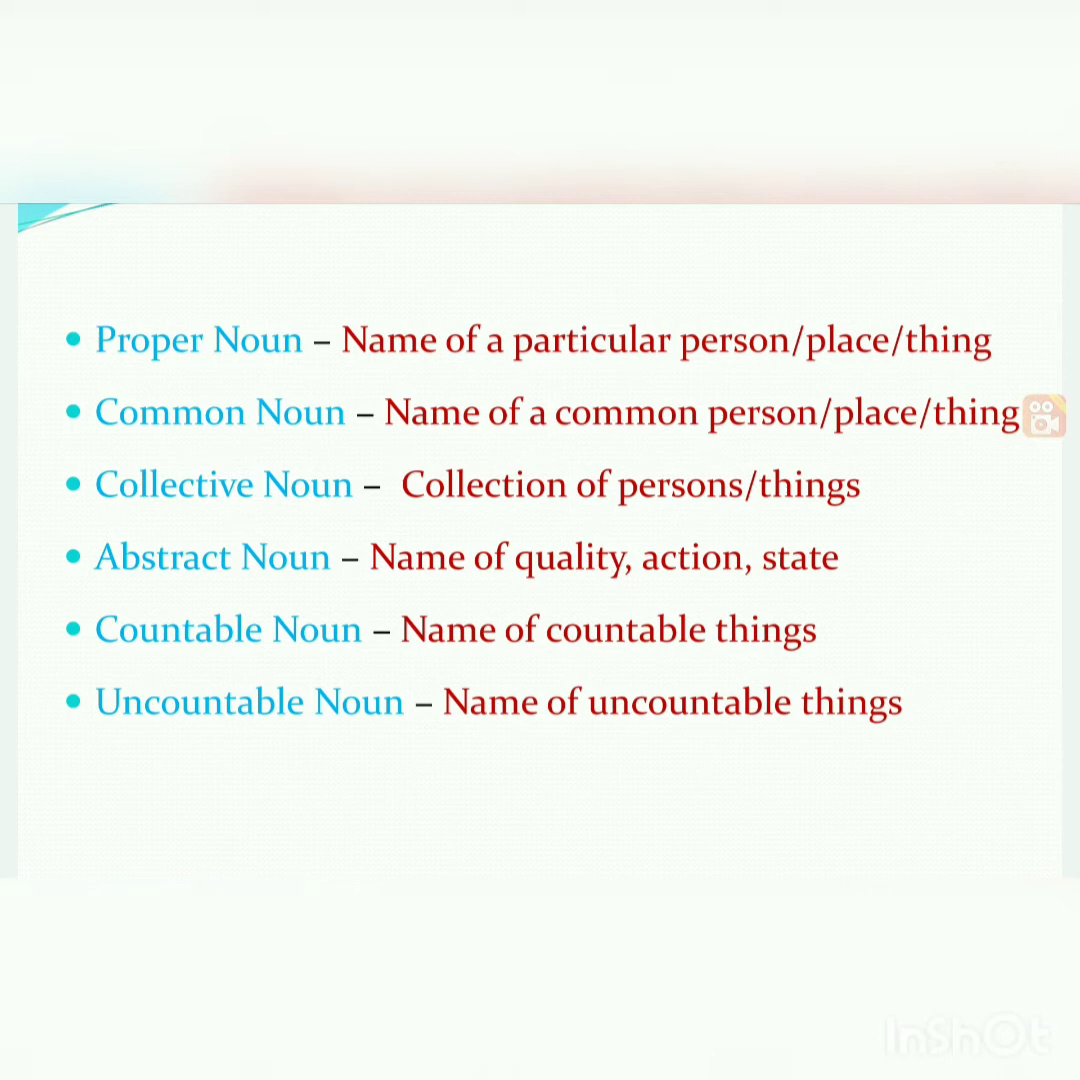 • Proper Noun – Name of a particular person/place/thing
• Common Noun – Name of a common person/place/thing
• Collective Noun – Collection of persons/things
• Abstract Noun – Name of quality, action, state
• Countable Noun – Name of countable things
• Uncountable Noun – Name of uncountable things
InShOt